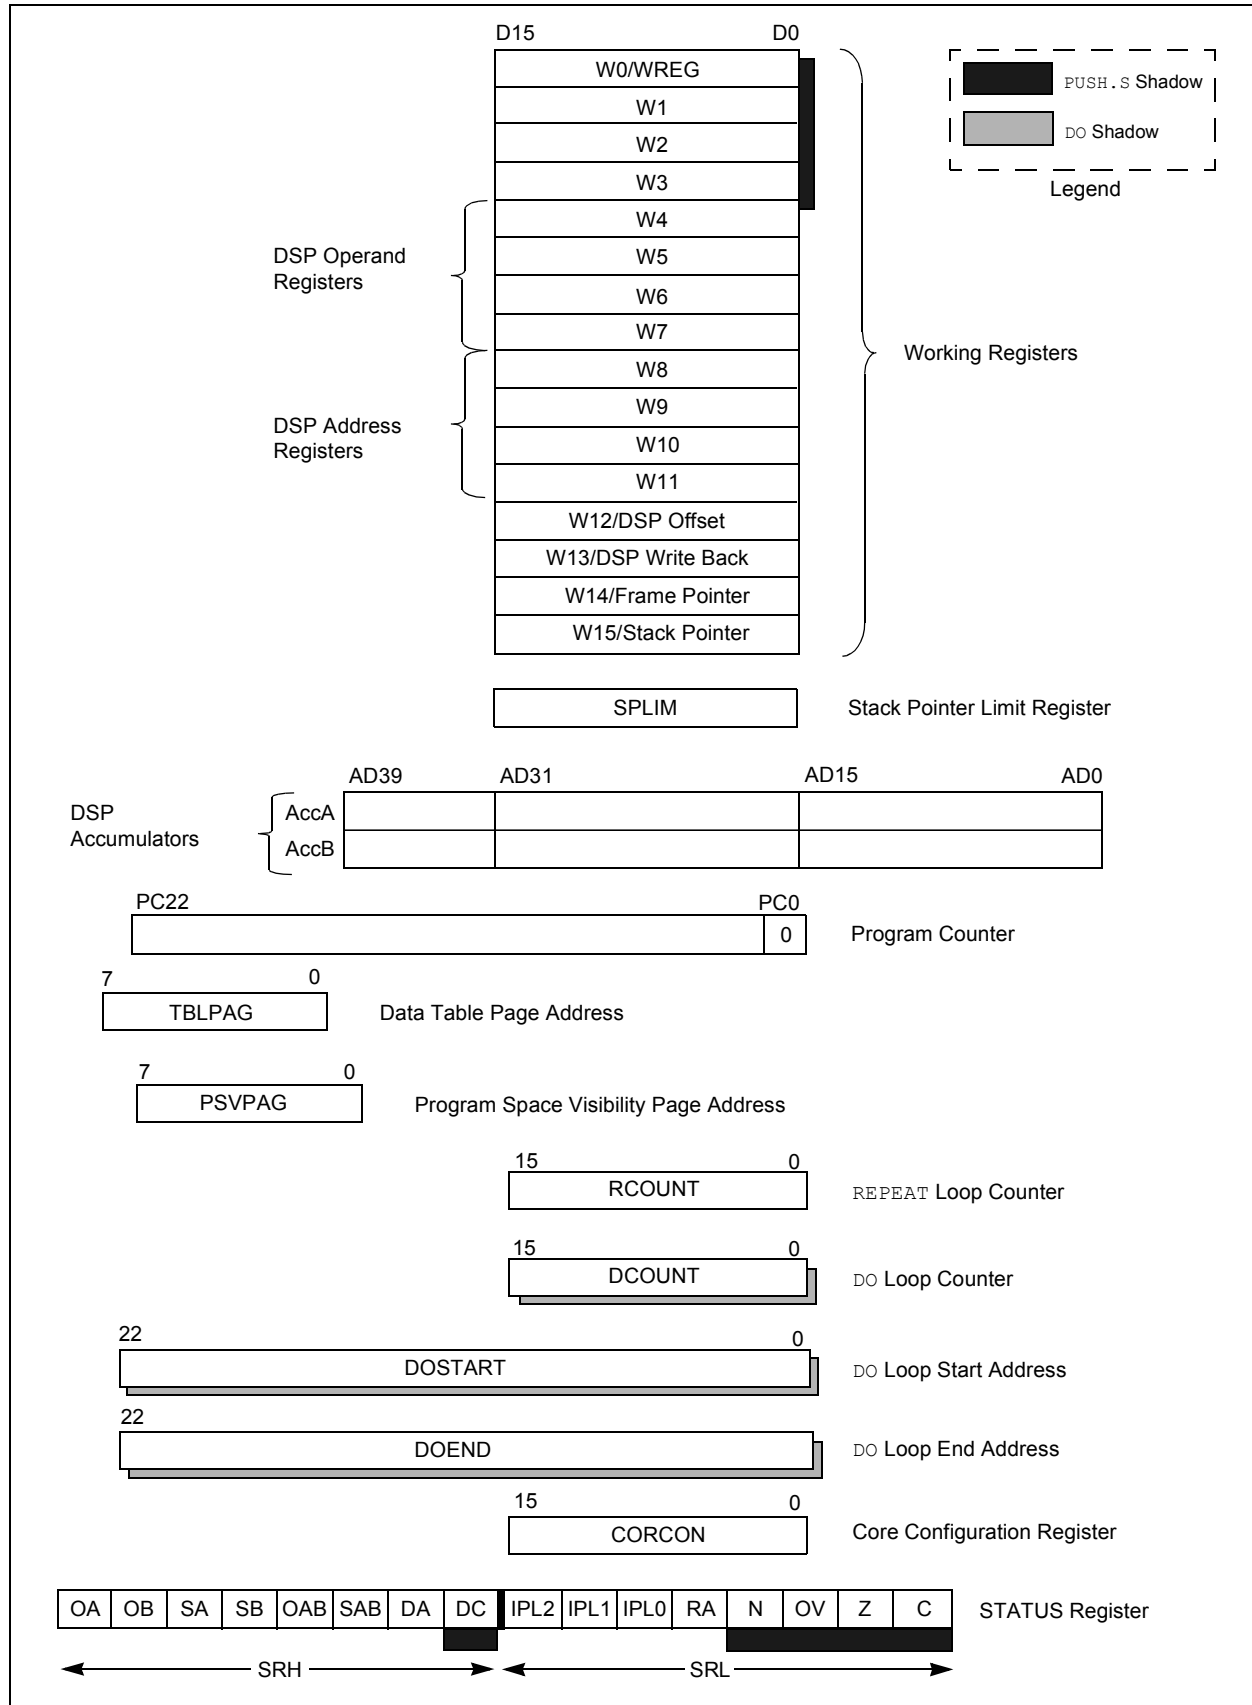 D15 D0
W0/WREG
PUSH.S Shadow
W1
DO Shadow
W2
W3
Legend
W4
DSP Operand
Registers
W5
W6
W7
Working Registers
W8
W9
DSP Address
Registers
W10
W11
W12/DSP Offset
W13/DSP Write Back
W14/Frame Pointer
W15/Stack Pointer
SPLIM Stack Pointer Limit Register
AD39 AD31 AD15 AD0
DSP
Accumulators
AccA
AccB
PC22 PC0
0 Program Counter
7 0
TBLPAG Data Table Page Address
7 0
PSVPAG Program Space Visibility Page Address
15 0
RCOUNT REPEAT Loop Counter
15 0
DCOUNT DO Loop Counter
22 0
DOSTART DO Loop Start Address
22
DOEND DO Loop End Address
15 0
CORCON Core Configuration Register
OA OB SA SB OAB SAB DA DC IPL2 IPL1 IPL0 RA N OV Z C STATUS Register
SRH SRL